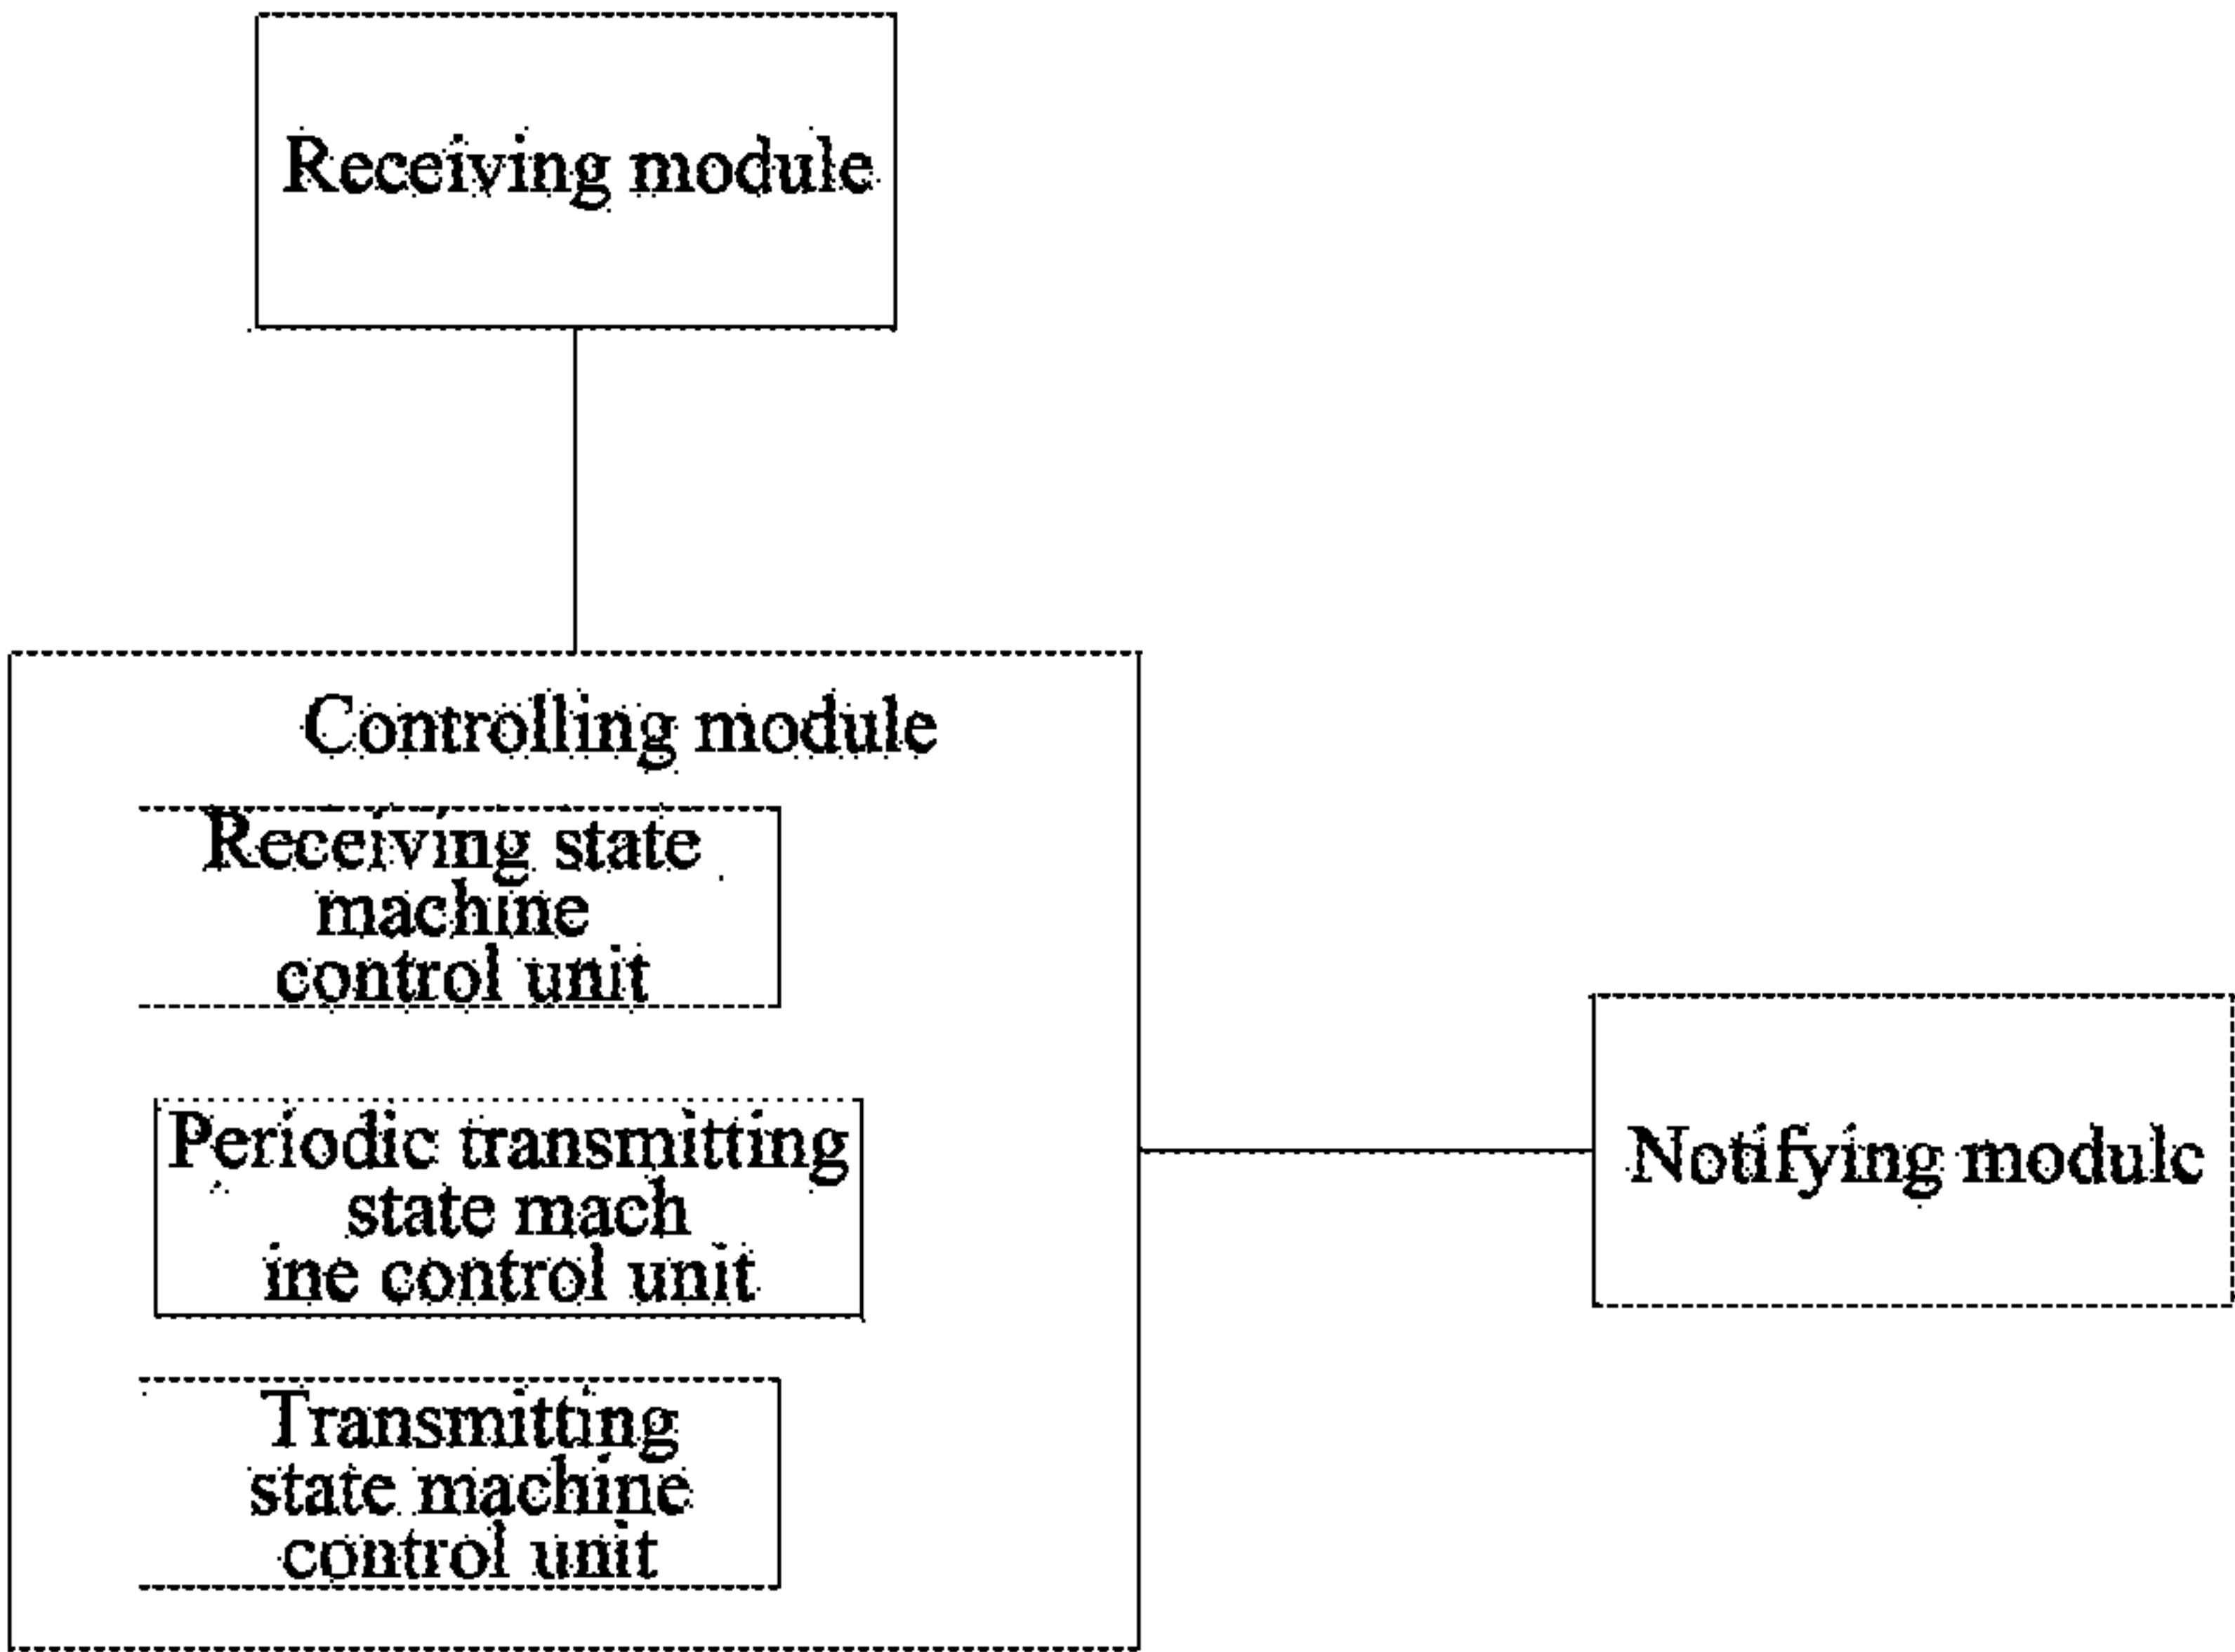 Receiving module
Controlling module
Receiving state
machine
control unit
Periodic transmitting
state mach
ine control unit
Transmitting
state machine
control unit
Notifying module